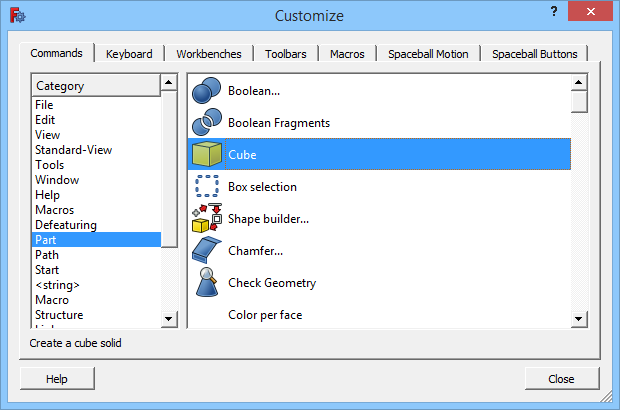 Customize
Commands Keyboard Workbenches Toolbars Macros Spaceball Motion Spaceball Buttons
Category
File
Edit
View
Standard-View
Tools
Window
Help
Macros
Defeaturing
Part
Path
Start
<string>
Macro
Structure
Boolean...
Boolean Fragments
Cube
Box selection
Shape builder...
Chamfer...
Check Geometry
Color per face
Create a cube solid
Help
Close